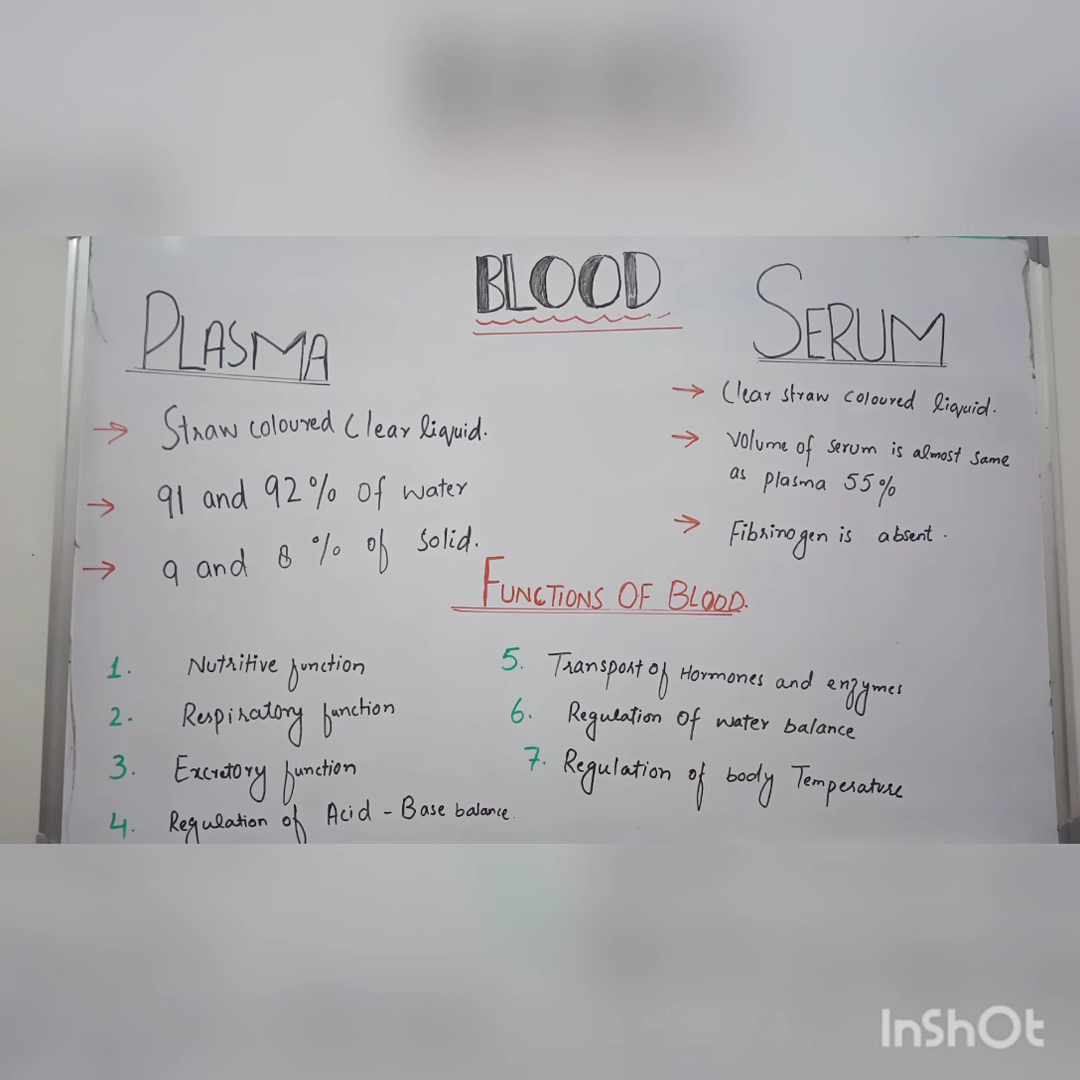 BLOOD
PLASMA
→ Straw coloured Clear liquid.
→ 91 and 92% of water
→ 9 and 8 % of solid.
SERUM
→ Clear straw coloured liquid.
→ Volume of serum is almost same
as plasma 55%
→ Fibrinogen is absent.
FUNCTIONS OF BLOOD.
1. Nutritive function
2. Respiratory function
3. Excretory function
4. Regulation of Acid - Base balance.
5. Transport of Hormones and enzymes
6. Regulation of water balance
7. Regulation of body Temperature
InShOt